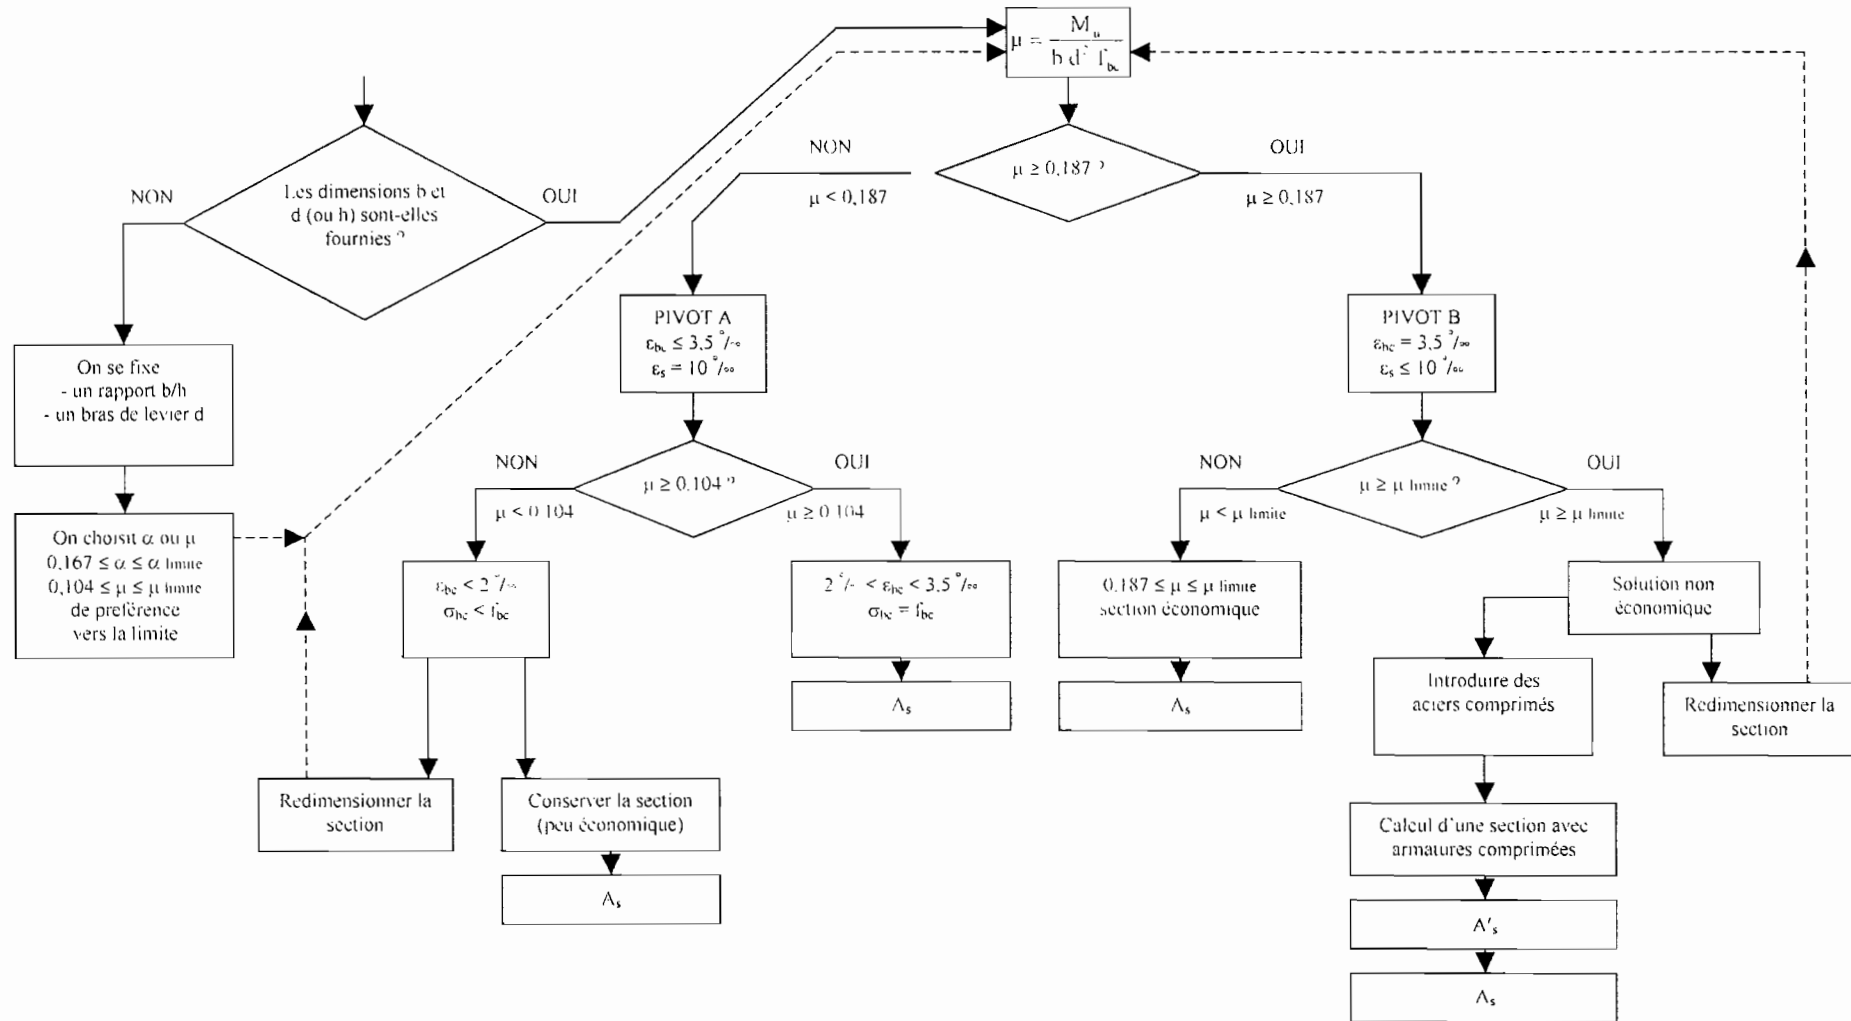 μ = M_u / b d² f_bc
Les dimensions b et
d (ou h) sont-elles
fournies ?
NON
OUI
On se fixe
- un rapport b/h
- un bras de levier d
On choisit α ou μ
0,167 ≤ α ≤ α limite
0,104 ≤ μ ≤ μ limite
de préférence
vers la limite
μ ≥ 0,187 ?
NON
μ < 0,187
OUI
μ ≥ 0,187
PIVOT A
ε_bc ≤ 3,5 °/∞
ε_s = 10 °/∞
PIVOT B
ε_bc = 3,5 °/∞
ε_s ≤ 10 °/∞
μ ≥ 0,104 ?
NON
μ < 0.104
OUI
μ ≥ 0.104
μ ≥ μ limite ?
NON
μ < μ limite
OUI
μ ≥ μ limite
ε_bc < 2 °/∞
σ_bc < f_bc
2 °/∞ < ε_bc < 3,5 °/∞
σ_bc = f_bc
A_s
0.187 ≤ μ ≤ μ limite
section économique
A_s
Solution non
économique
Introduire des
aciers comprimés
Redimensionner la
section
Redimensionner la
section
Conserver la section
(peu économique)
A_s
Calcul d'une section avec
armatures comprimées
A'_s
A_s